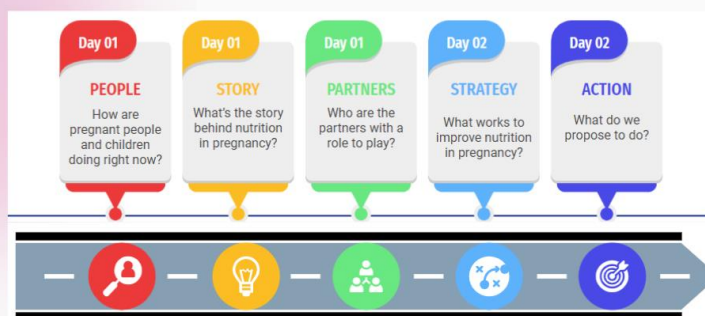 Day 01
PEOPLE
How are
pregnant people
and children
doing right now?
Day 01
STORY
What's the story
behind nutrition
in pregnancy?
Day 01
PARTNERS
Who are the
partners with a
role to play?
Day 02
STRATEGY
What works to
improve nutrition
in pregnancy?
Day 02
ACTION
What do we
propose to do?